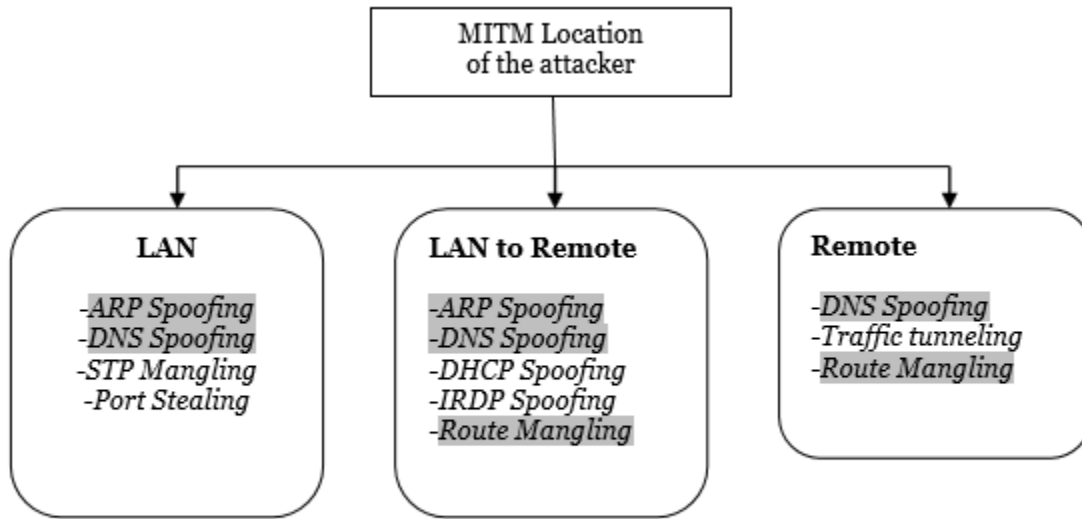 MITM Location
of the attacker
LAN
-ARP Spoofing
-DNS Spoofing
-STP Mangling
-Port Stealing
LAN to Remote
-ARP Spoofing
-DNS Spoofing
-DHCP Spoofing
-IRDP Spoofing
-Route Mangling
Remote
-DNS Spoofing
-Traffic tunneling
-Route Mangling